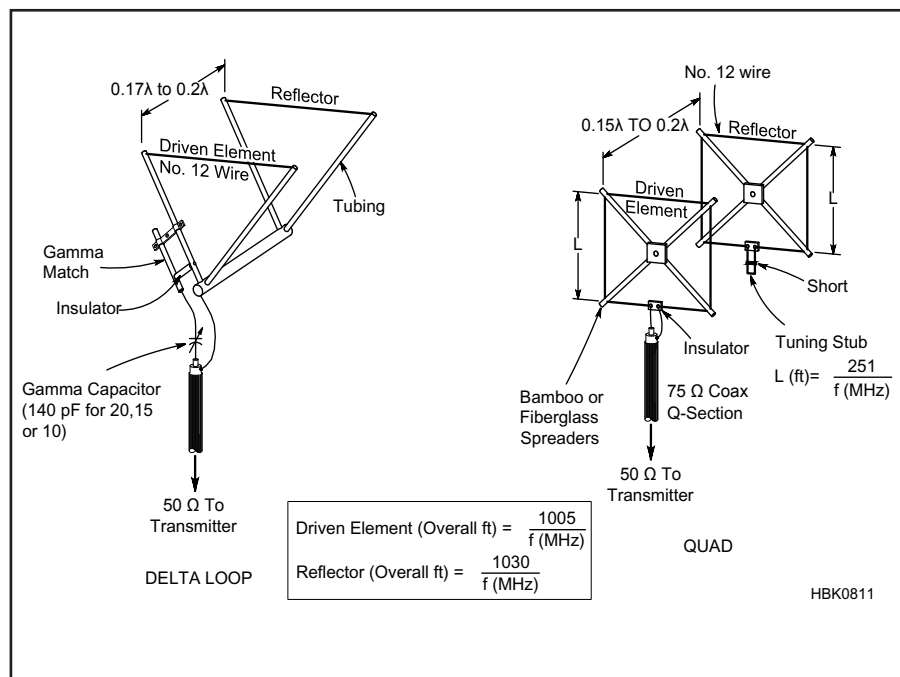 0.17λ to 0.2λ
Reflector
Driven Element
No. 12 Wire
Tubing
Gamma
Match
Insulator
Gamma Capacitor
(140 pF for 20,15
or 10)
50 Ω To
Transmitter
DELTA LOOP
No. 12 wire
0.15λ TO 0.2λ
Reflector
Driven
Element
L
L
Short
Tuning Stub
L (ft)= 251
f (MHz)
Insulator
75 Ω Coax
Q-Section
Bamboo or
Fiberglass
Spreaders
50 Ω To
Transmitter
QUAD
Driven Element (Overall ft) = 1005
f (MHz)
Reflector (Overall ft) = 1030
f (MHz)
HBK0811